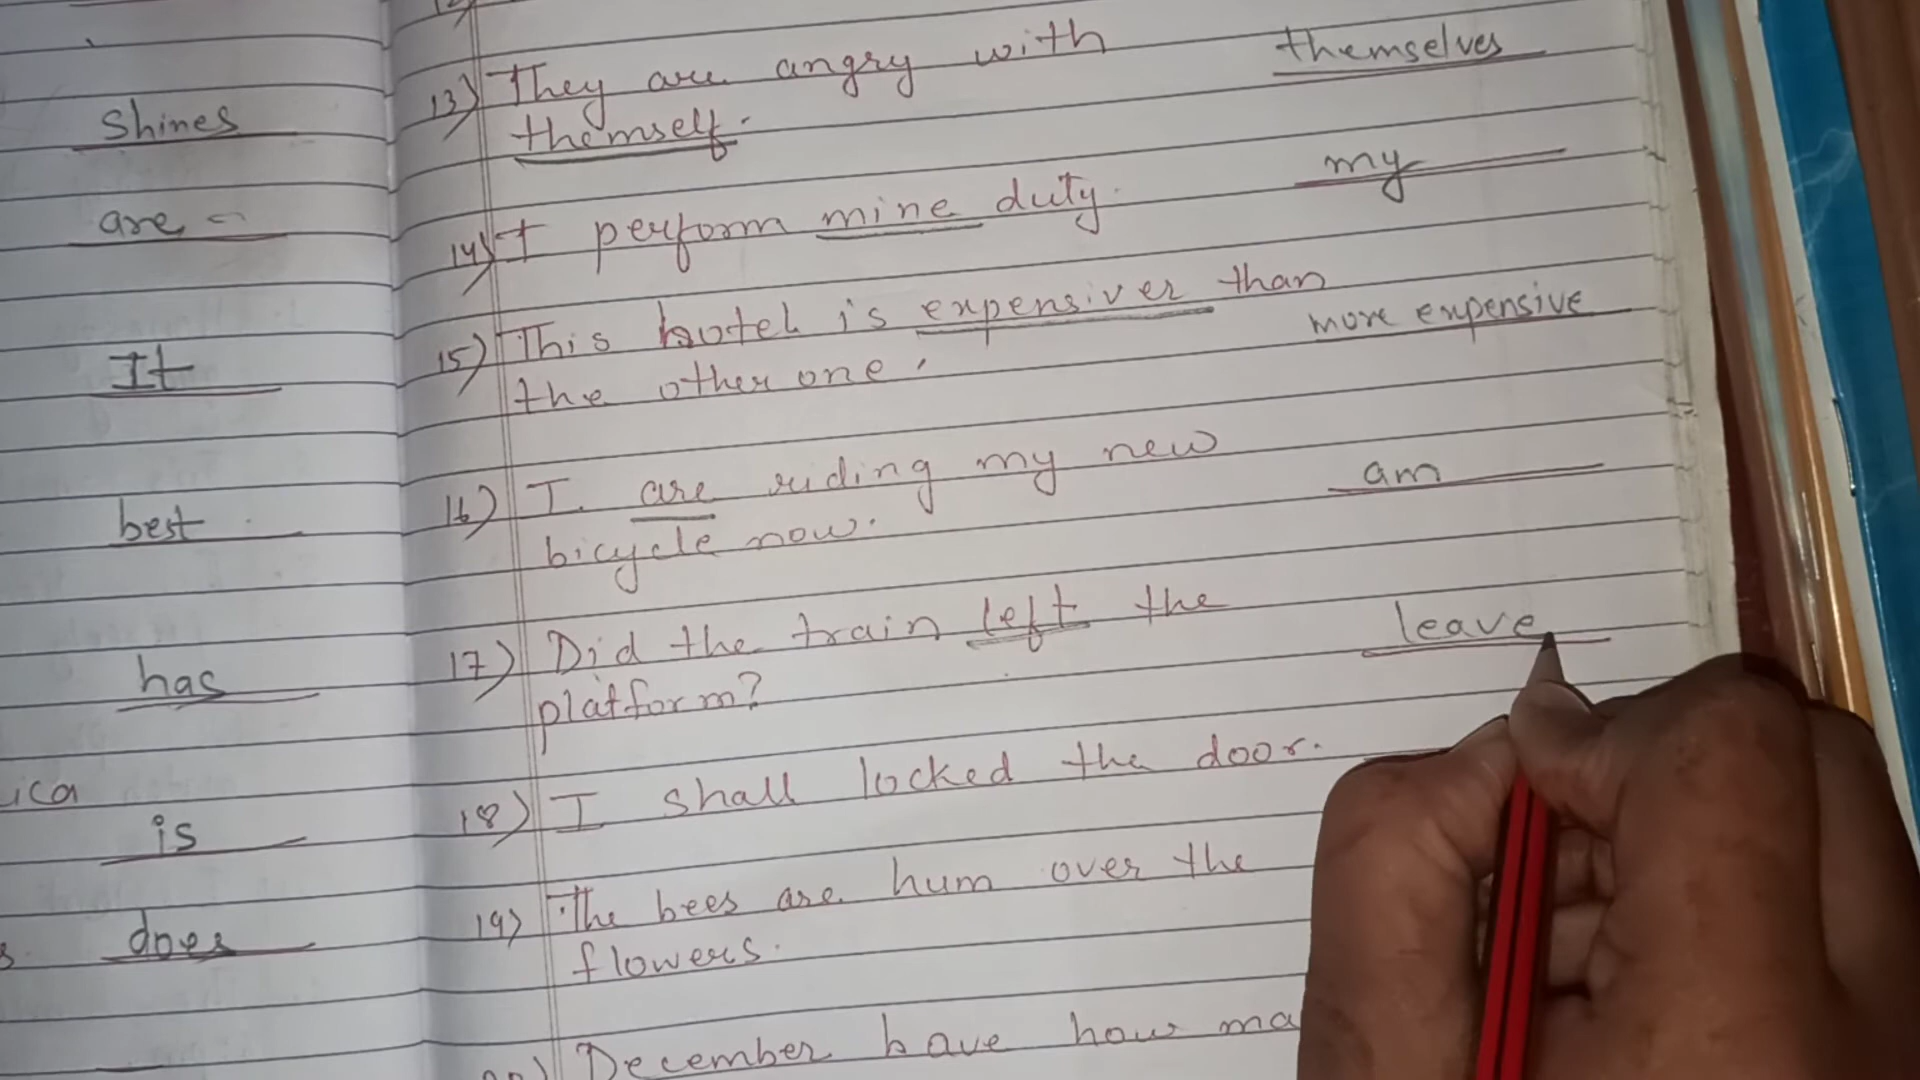 shines
are
It
best
has
ica
is
does
13) They are angry with
themself.
themselves
14) I perform mine duty.
my
15) This hotel is expensiver than
the other one.
more expensive
16) I are riding my new
bicycle now.
am
17) Did the train left the
platform?
leave
18) I shall locked the door.
19) The bees are hum over the
flowers.
December have how ma